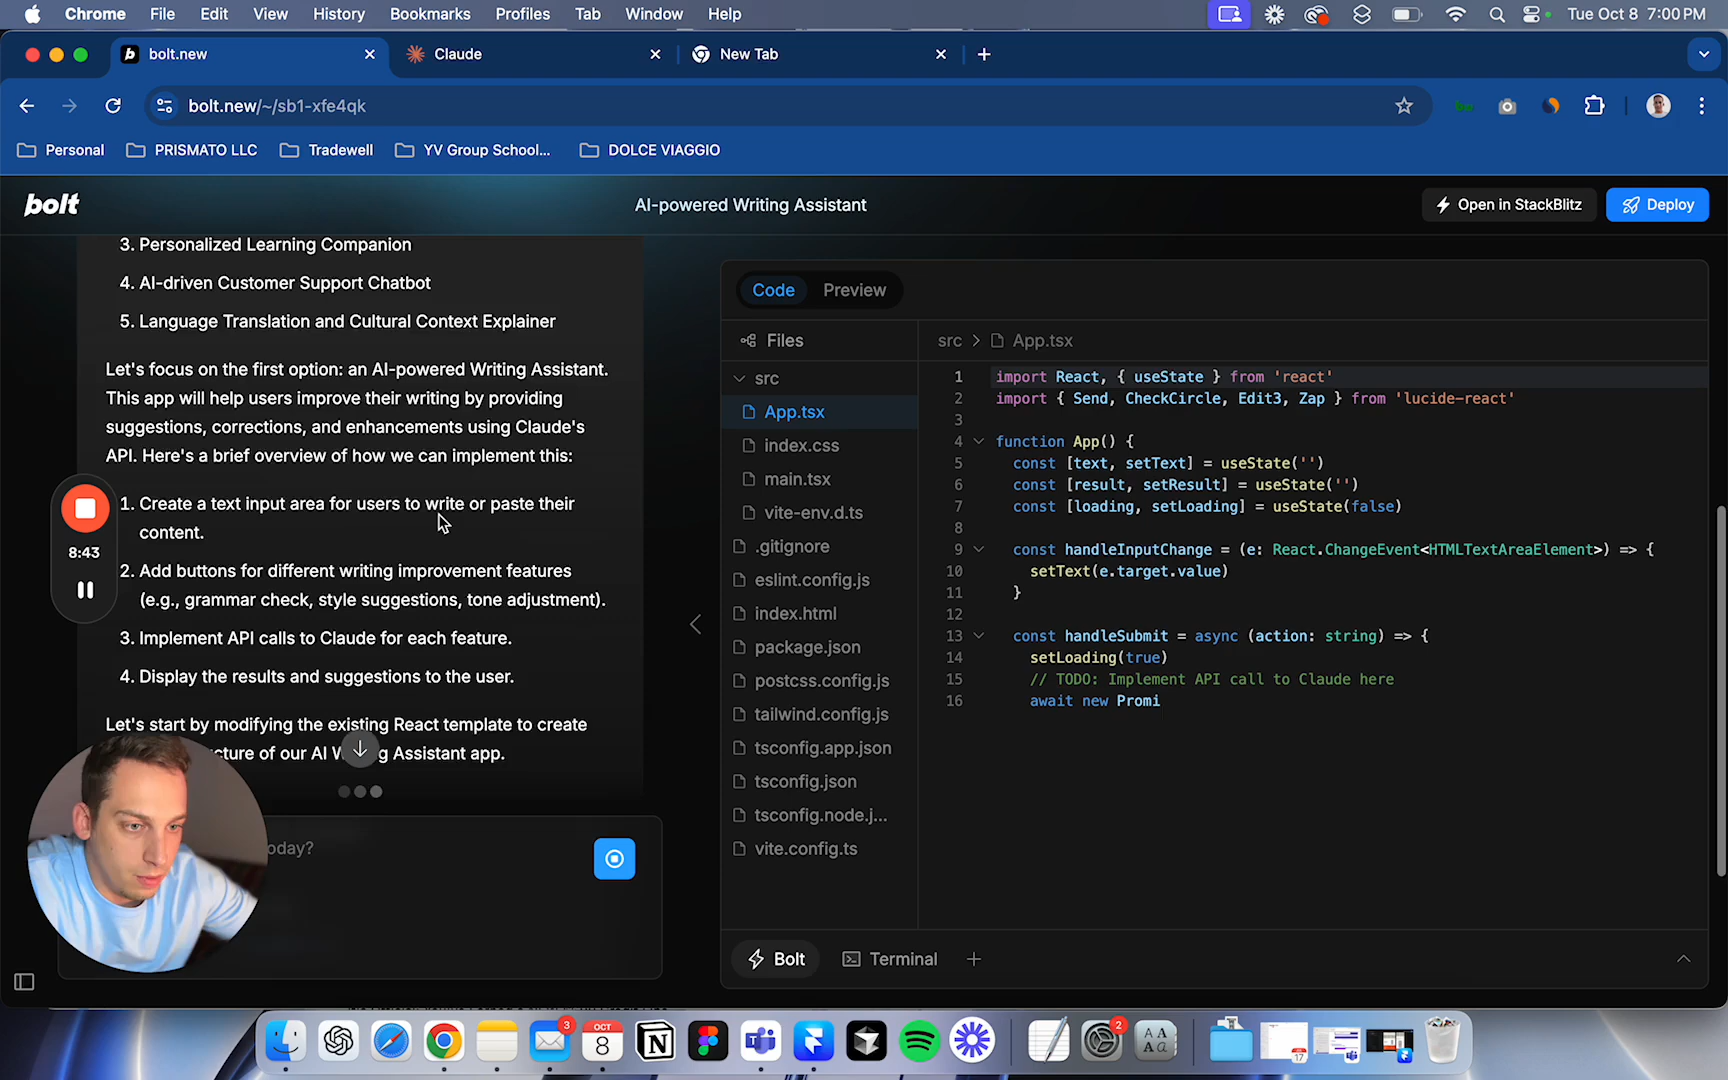 Chrome File Edit View History Bookmarks Profiles Tab Window Help Tue Oct 8 7:00 PM
bolt.new Claude New Tab
bolt.new/~/sb1-xfe4qk
Personal PRISMATO LLC Tradewell YV Group School... DOLCE VIAGGIO
bolt AI-powered Writing Assistant Open in StackBlitz Deploy
3. Personalized Learning Companion
4. AI-driven Customer Support Chatbot
5. Language Translation and Cultural Context Explainer
Let's focus on the first option: an AI-powered Writing Assistant.
This app will help users improve their writing by providing
suggestions, corrections, and enhancements using Claude's
API. Here's a brief overview of how we can implement this:
1. Create a text input area for users to write or paste their
content.
2. Add buttons for different writing improvement features
(e.g., grammar check, style suggestions, tone adjustment).
3. Implement API calls to Claude for each feature.
4. Display the results and suggestions to the user.
Let's start by modifying the existing React template to create
cture of our AI W g Assistant app.
8:43
oday?
Code Preview
Files
src
App.tsx
index.css
main.tsx
vite-env.d.ts
.gitignore
eslint.config.js
index.html
package.json
postcss.config.js
tailwind.config.js
tsconfig.app.json
tsconfig.json
tsconfig.node.j...
vite.config.ts
src > App.tsx
1 import React, { useState } from 'react'
2 import { Send, CheckCircle, Edit3, Zap } from 'lucide-react'
3
4 function App() {
5 const [text, setText] = useState('')
6 const [result, setResult] = useState('')
7 const [loading, setLoading] = useState(false)
8
9 const handleInputChange = (e: React.ChangeEvent<HTMLTextAreaElement>) => {
10 setText(e.target.value)
11 }
12
13 const handleSubmit = async (action: string) => {
14 setLoading(true)
15 // TODO: Implement API call to Claude here
16 await new Promi
Bolt Terminal
3
OCT
8
2
17